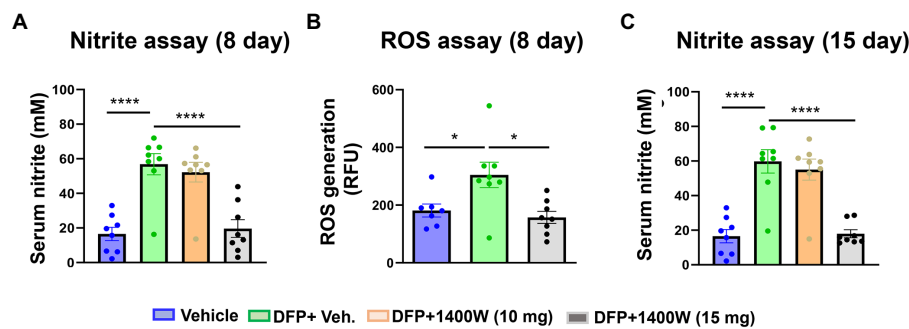 A
Nitrite assay (8 day)
Serum nitrite (mM)
100
80
60
40
20
0
****
****
B
ROS assay (8 day)
ROS generation
(RFU)
600
400
200
0
*
*
C
Nitrite assay (15 day)
Serum nitrite (mM)
100
80
60
40
20
0
****
****
Vehicle
DFP+ Veh.
DFP+1400W (10 mg)
DFP+1400W (15 mg)